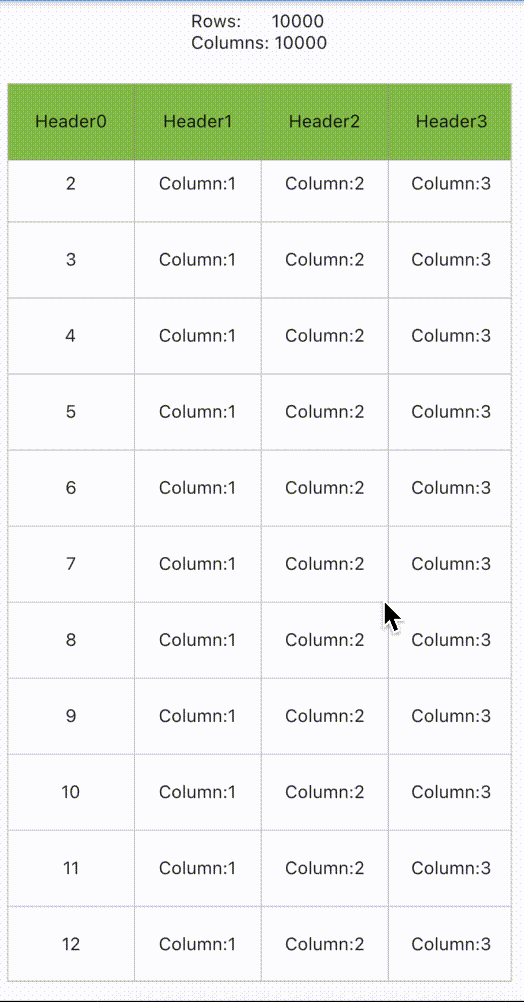 Rows: 10000
Columns: 10000
Header0 Header1 Header2 Header3
2 Column:1 Column:2 Column:3
3 Column:1 Column:2 Column:3
4 Column:1 Column:2 Column:3
5 Column:1 Column:2 Column:3
6 Column:1 Column:2 Column:3
7 Column:1 Column:2 Column:3
8 Column:1 Column:2 Column:3
9 Column:1 Column:2 Column:3
10 Column:1 Column:2 Column:3
11 Column:1 Column:2 Column:3
12 Column:1 Column:2 Column:3